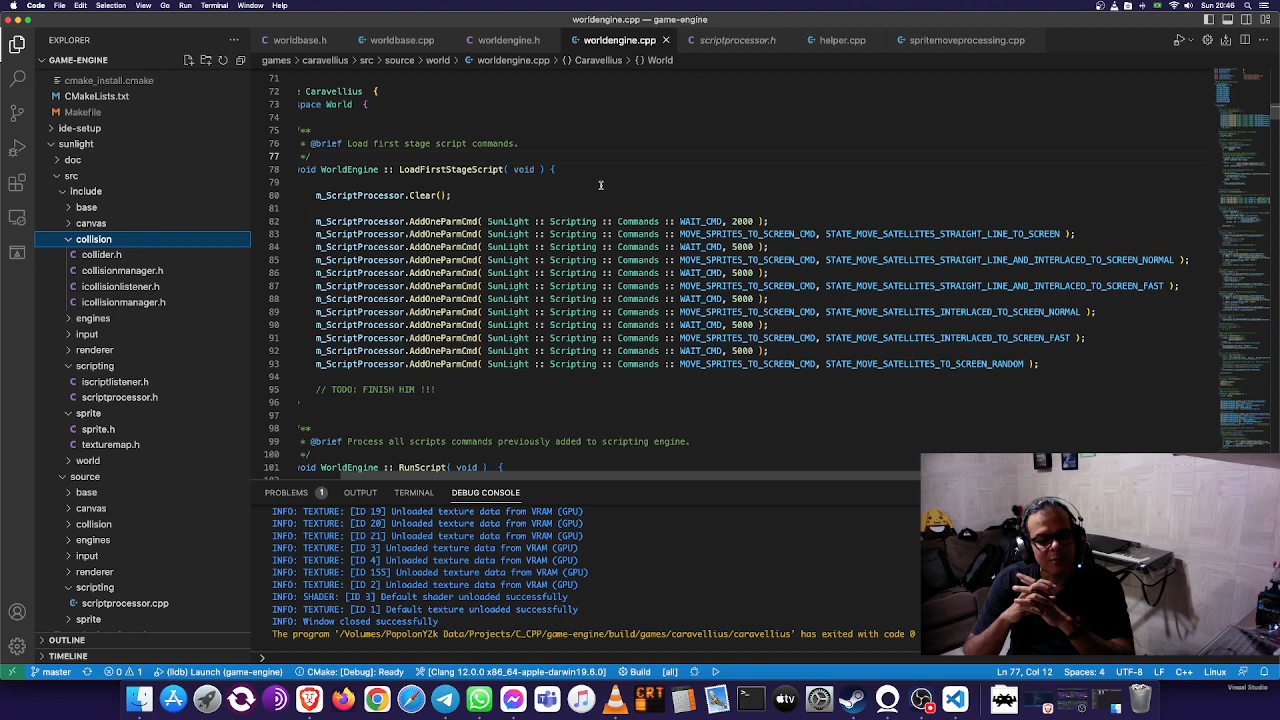 Code File Edit Selection View Go Run Terminal Window Help Sun 20:46
worldengine.cpp — game-engine
EXPLORER
worldbase.h worldbase.cpp worldengine.h worldengine.cpp scriptprocessor.h helper.cpp spritemoveprocessing.cpp
GAME-ENGINE
games caravellius src source world worldengine.cpp {} Caravellius {} World
cmake_install.cmake
CMakeLists.txt
Makefile
ide-setup
sunlight
doc
src
include
base
canvas
collision
collider.h
collisionmanager.h
icollisionlistener.h
icollisionmanager.h
engines
input
renderer
scripting
iscriptlistener.h
scriptprocessor.h
sprite
sprite.h
texturemap.h
world
source
base
canvas
collision
engines
input
renderer
scripting
scriptprocessor.cpp
sprite
OUTLINE
TIMELINE
71
72 e Caravellius {
73 space World {
74
75 /**
76 * @brief Load first stage script commands.
77 */
78 void WorldEngine :: LoadFirstStageScript( void ) {
79
80 m_ScriptProcessor.Clear();
81
82 m_ScriptProcessor.AddOneParmCmd( SunLight :: Scripting :: Commands :: WAIT_CMD, 2000 );
83 m_ScriptProcessor.AddOneParmCmd( SunLight :: Scripting :: Commands :: MOVE_SPRITES_TO_SCREEN_CMD, STATE_MOVE_SATELLITES_STRAIGHT_LINE_TO_SCREEN );
84 m_ScriptProcessor.AddOneParmCmd( SunLight :: Scripting :: Commands :: WAIT_CMD, 5000 );
85 m_ScriptProcessor.AddOneParmCmd( SunLight :: Scripting :: Commands :: MOVE_SPRITES_TO_SCREEN_CMD, STATE_MOVE_SATELLITES_STRAIGHT_LINE_AND_INTERLACED_TO_SCREEN_NORMAL );
86 m_ScriptProcessor.AddOneParmCmd( SunLight :: Scripting :: Commands :: WAIT_CMD, 5000 );
87 m_ScriptProcessor.AddOneParmCmd( SunLight :: Scripting :: Commands :: MOVE_SPRITES_TO_SCREEN_CMD, STATE_MOVE_SATELLITES_STRAIGHT_LINE_AND_INTERLACED_TO_SCREEN_FAST );
88 m_ScriptProcessor.AddOneParmCmd( SunLight :: Scripting :: Commands :: WAIT_CMD, 5000 );
89 m_ScriptProcessor.AddOneParmCmd( SunLight :: Scripting :: Commands :: MOVE_SPRITES_TO_SCREEN_CMD, STATE_MOVE_SATELLITES_INTERLACED_TO_SCREEN_NORMAL );
90 m_ScriptProcessor.AddOneParmCmd( SunLight :: Scripting :: Commands :: WAIT_CMD, 5000 );
91 m_ScriptProcessor.AddOneParmCmd( SunLight :: Scripting :: Commands :: MOVE_SPRITES_TO_SCREEN_CMD, STATE_MOVE_SATELLITES_INTERLACED_TO_SCREEN_FAST );
92 m_ScriptProcessor.AddOneParmCmd( SunLight :: Scripting :: Commands :: WAIT_CMD, 5000 );
93 m_ScriptProcessor.AddOneParmCmd( SunLight :: Scripting :: Commands :: MOVE_SPRITES_TO_SCREEN_CMD, STATE_MOVE_SATELLITES_TO_SCREEN_RANDOM );
94
95 // TODO: FINISH HIM !!!
96
97
98 /**
99 * @brief Process all scripts commands previously added to scripting engine.
100 */
101 void WorldEngine :: RunScript( void ) {
PROBLEMS 1 OUTPUT TERMINAL DEBUG CONSOLE
INFO: TEXTURE: [ID 19] Unloaded texture data from VRAM (GPU)
INFO: TEXTURE: [ID 20] Unloaded texture data from VRAM (GPU)
INFO: TEXTURE: [ID 21] Unloaded texture data from VRAM (GPU)
INFO: TEXTURE: [ID 3] Unloaded texture data from VRAM (GPU)
INFO: TEXTURE: [ID 4] Unloaded texture data from VRAM (GPU)
INFO: TEXTURE: [ID 155] Unloaded texture data from VRAM (GPU)
INFO: TEXTURE: [ID 2] Unloaded texture data from VRAM (GPU)
INFO: SHADER: [ID 3] Default shader unloaded successfully
INFO: TEXTURE: [ID 1] Default texture unloaded successfully
INFO: Window closed successfully
The program '/Volumes/PopolonY2k Data/Projects/C_CPP/game-engine/build/games/caravellius/caravellius' has exited with code 0
master 0 1 (lldb) Launch (game-engine) CMake: [Debug]: Ready [Clang 12.0.0 x86_64-apple-darwin19.6.0] Build [all] Ln 77, Col 12 Spaces: 4 UTF-8 LF C++ Linux
Visual Studio
CRT
tv